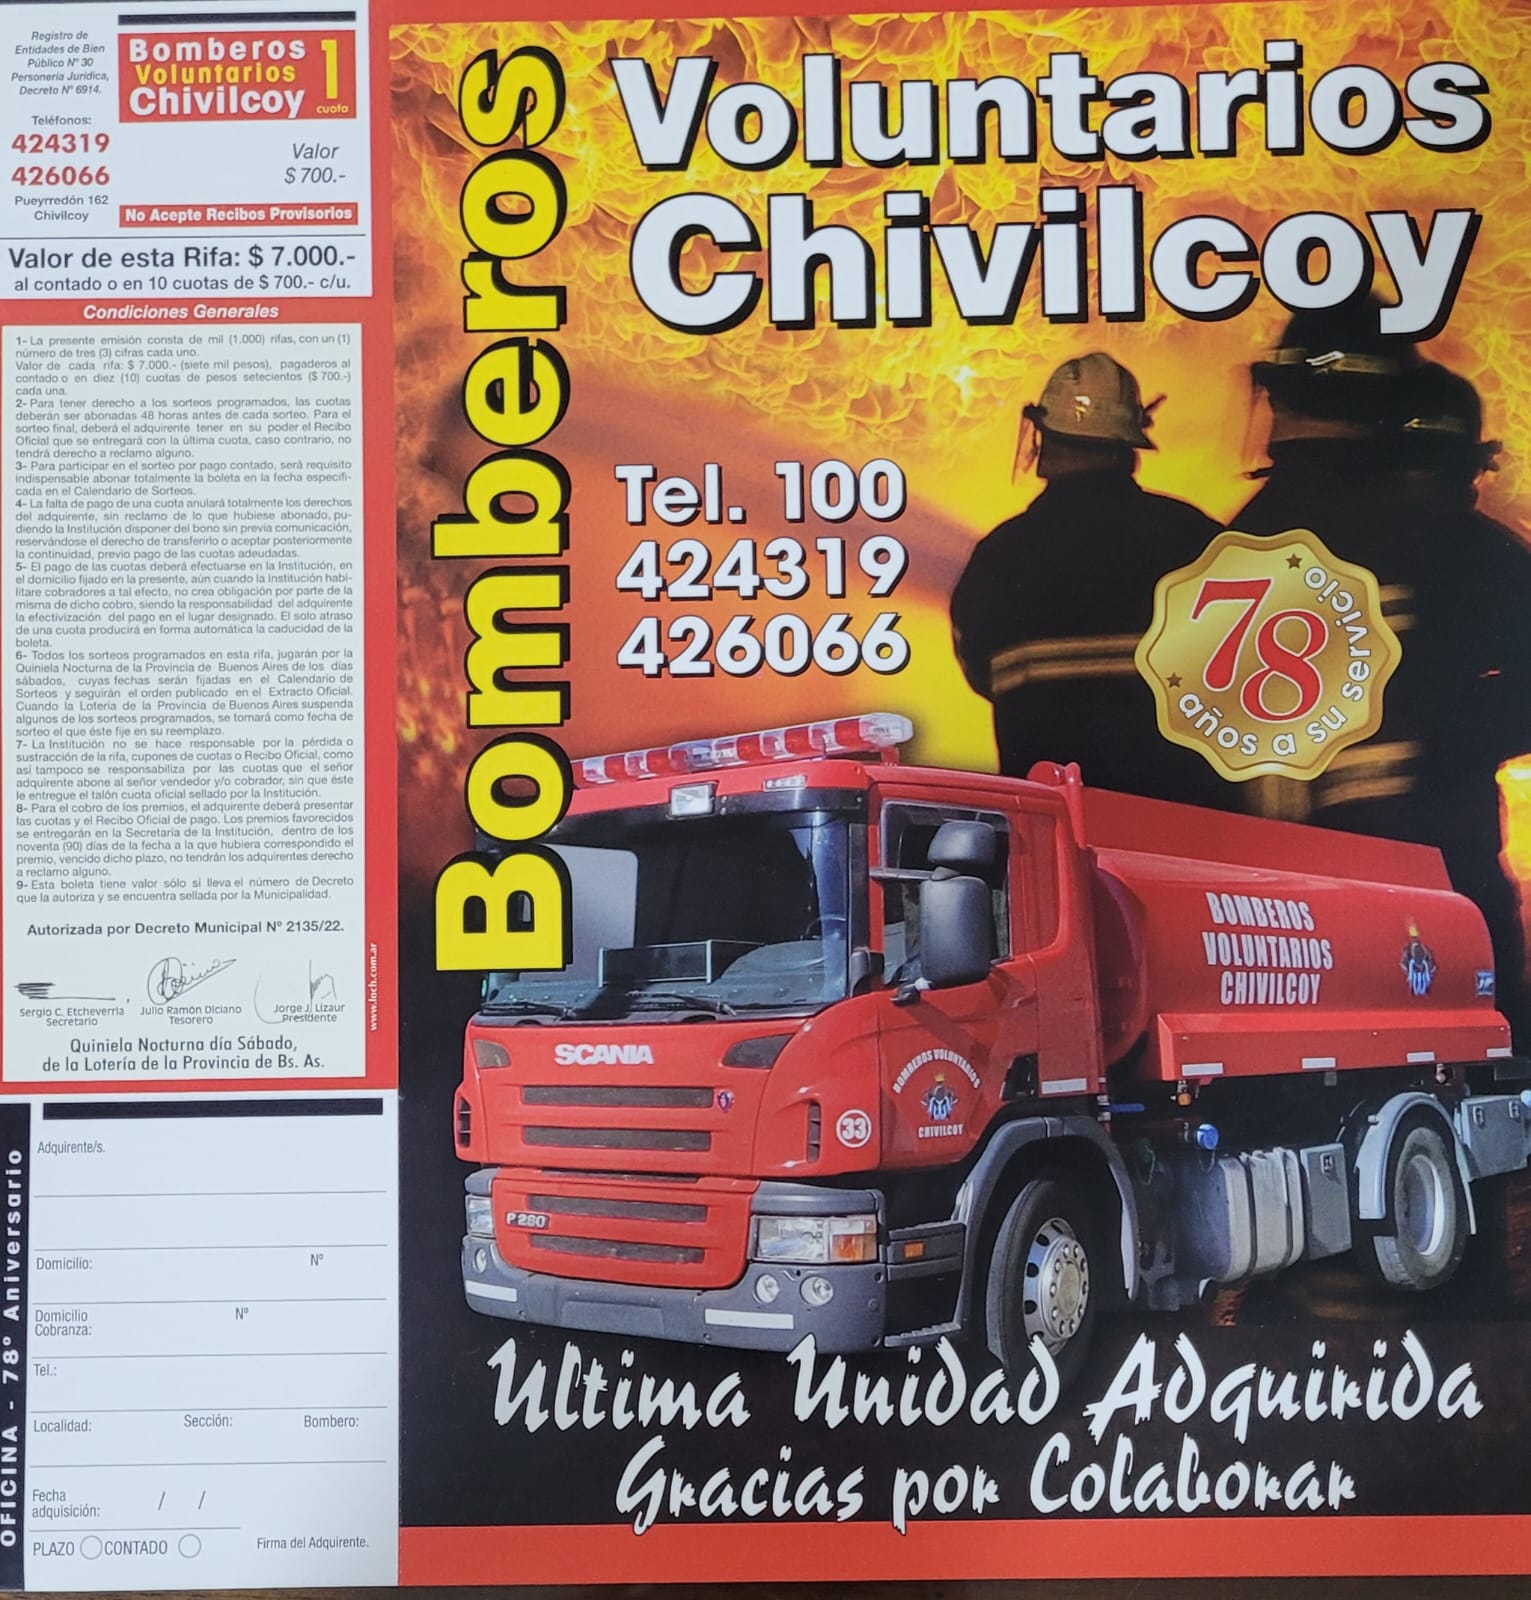 Registro de
Entidades de Bien
Público Nº 30
Personería Jurídica,
Decreto Nº 6914.
Teléfonos:
424319
426066
Pueyrredón 162
Chivilcoy
Bomberos
Voluntarios
Chivilcoy
1
cuota
Valor
$ 700.-
No Acepte Recibos Provisorios
Valor de esta Rifa: $ 7.000.-
al contado o en 10 cuotas de $ 700.- c/u.
Condiciones Generales
1- La presente emisión consta de mil (1.000) rifas, con un (1)
número de tres (3) cifras cada uno.
Valor de cada rifa: $ 7.000.- (siete mil pesos), pagaderos al
contado o en diez (10) cuotas de pesos setecientos ($ 700.-)
cada una.
2- Para tener derecho a los sorteos programados, las cuotas
deberán ser abonadas 48 horas antes de cada sorteo. Para el
sorteo final, deberá el adquirente tener en su poder el Recibo
Oficial que se entregará con la última cuota, caso contrario, no
tendrá derecho a reclamo alguno.
3- Para participar en el sorteo por pago contado, será requisito
indispensable abonar totalmente la boleta en la fecha especifi-
cada en el Calendario de Sorteos.
4- La falta de pago de una cuota anulará totalmente los derechos
del adquirente, sin reclamo de lo que hubiese abonado, pu-
diendo la Institución disponer del bono sin previa comunicación,
reservándose el derecho de transferirlo o aceptar posteriormente
la continuidad, previo pago de las cuotas adeudadas.
5- El pago de las cuotas deberá efectuarse en la Institución, en
el domicilio fijado en la presente, aún cuando la Institución habi-
litare cobradores a tal efecto, no crea obligación por parte de la
misma de dicho cobro, siendo la responsabilidad del adquirente
la efectivización del pago en el lugar designado. El solo atraso
de una cuota producirá en forma automática la caducidad de la
boleta.
6- Todos los sorteos programados en esta rifa, jugarán por la
Quiniela Nocturna de la Provincia de Buenos Aires de los días
sábados, cuyas fechas serán fijadas en el Calendario de
Sorteos y seguirán el orden publicado en el Extracto Oficial.
Cuando la Lotería de la Provincia de Buenos Aires suspenda
algunos de los sorteos programados, se tomará como fecha de
sorteo el que éste fije en su reemplazo.
7- La Institución no se hace responsable por la pérdida o
sustracción de la rifa, cupones de cuotas o Recibo Oficial, como
así tampoco se responsabiliza por las cuotas que el señor
adquirente abone al señor vendedor y/o cobrador, sin que éste
le entregue el talón cuota oficial sellado por la Institución.
8- Para el cobro de los premios, el adquirente deberá presentar
las cuotas y el Recibo Oficial de pago. Los premios favorecidos
se entregarán en la Secretaría de la Institución, dentro de los
noventa (90) días de la fecha a la que hubiera correspondido el
premio, vencido dicho plazo, no tendrán los adquirentes derecho
a reclamo alguno.
9- Esta boleta tiene valor sólo si lleva el número de Decreto
que la autoriza y se encuentra sellada por la Municipalidad.
Autorizada por Decreto Municipal Nº 2135/22.
Sergio C. Etcheverria
Secretario
Julio Ramón Diciano
Tesorero
Jorge J. Lizaur
Presidente
Quiniela Nocturna día Sábado,
de la Lotería de la Provincia de Bs. As.
www.loch.com.ar
OFICINA - 78º Aniversario
Adquirente/s.
Domicilio: Nº
Domicilio
Cobranza: Nº
Tel.:
Localidad: Sección: Bombero:
Fecha
adquisición: / /
PLAZO CONTADO
Firma del Adquirente.
Bomberos
Voluntarios
Chivilcoy
Tel. 100
424319
426066
78
años a su servicio
BOMBEROS
VOLUNTARIOS
CHIVILCOY
SCANIA
BOMBEROS VOLUNTARIOS
CHIVILCOY
33
P 280
Ultima Unidad Adquirida
Gracias por Colaborar